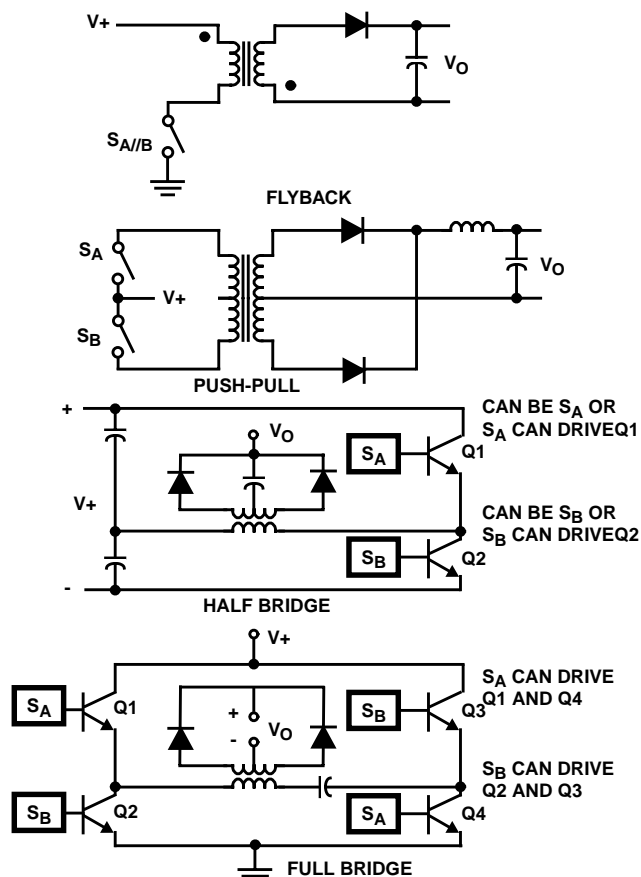 V+
VO
SA//B
FLYBACK
SA
V+
SB
VO
PUSH-PULL
+
V+
-
VO
SA
Q1
SB
Q2
CAN BE SA OR
SA CAN DRIVEQ1
CAN BE SB OR
SB CAN DRIVEQ2
HALF BRIDGE
V+
SA
Q1
SB
Q2
+
-
VO
SB
Q3
SA
Q4
SA CAN DRIVE
Q1 AND Q4
SB CAN DRIVE
Q2 AND Q3
FULL BRIDGE